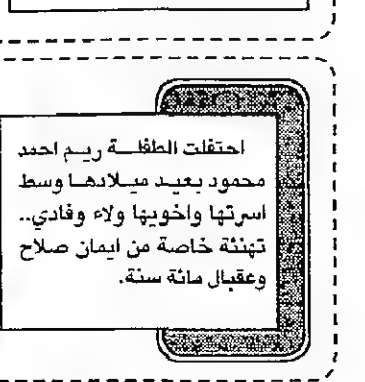 احتفلت الطفلة ريم احمد
محمود بعيد ميلادها وسط
اسرتها واخويها ولاء وفادي..
تهنئة خاصة من ايمان صلاح
وعقبال مائة سنة.